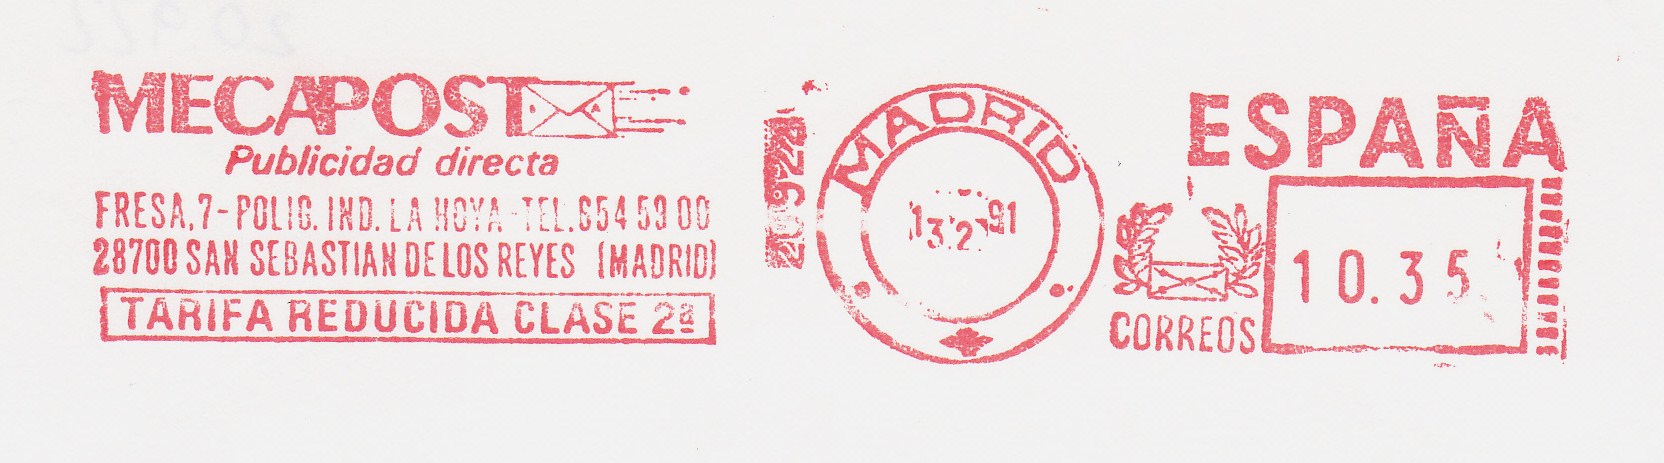 MECAPOST
Publicidad directa
FRESA, 7 - POLIG. IND. LA HOYA - TEL. 654 59 00
28700 SAN SEBASTIAN DE LOS REYES (MADRID)
TARIFA REDUCIDA CLASE 2ª
MADRID
13 2 91
ESPAÑA
CORREOS
10.35